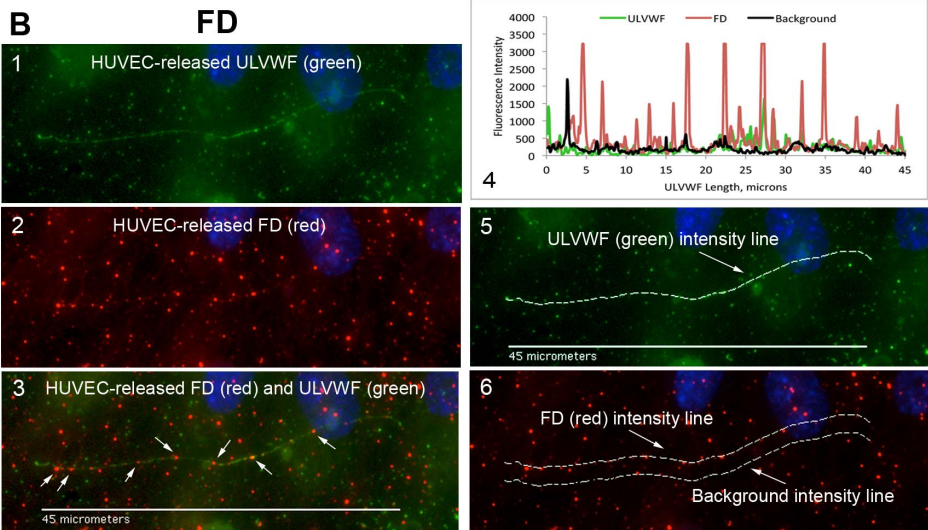 B
FD
1
HUVEC-released ULVWF (green)
2
HUVEC-released FD (red)
3
HUVEC-released FD (red) and ULVWF (green)
45 micrometers
ULVWF FD Background
Fluorescence Intensity
4000
3500
3000
2500
2000
1500
1000
500
0
0 5 10 15 20 25 30 35 40 45
ULVWF Length, microns
4
5
ULVWF (green) intensity line
45 micrometers
6
FD (red) intensity line
Background intensity line